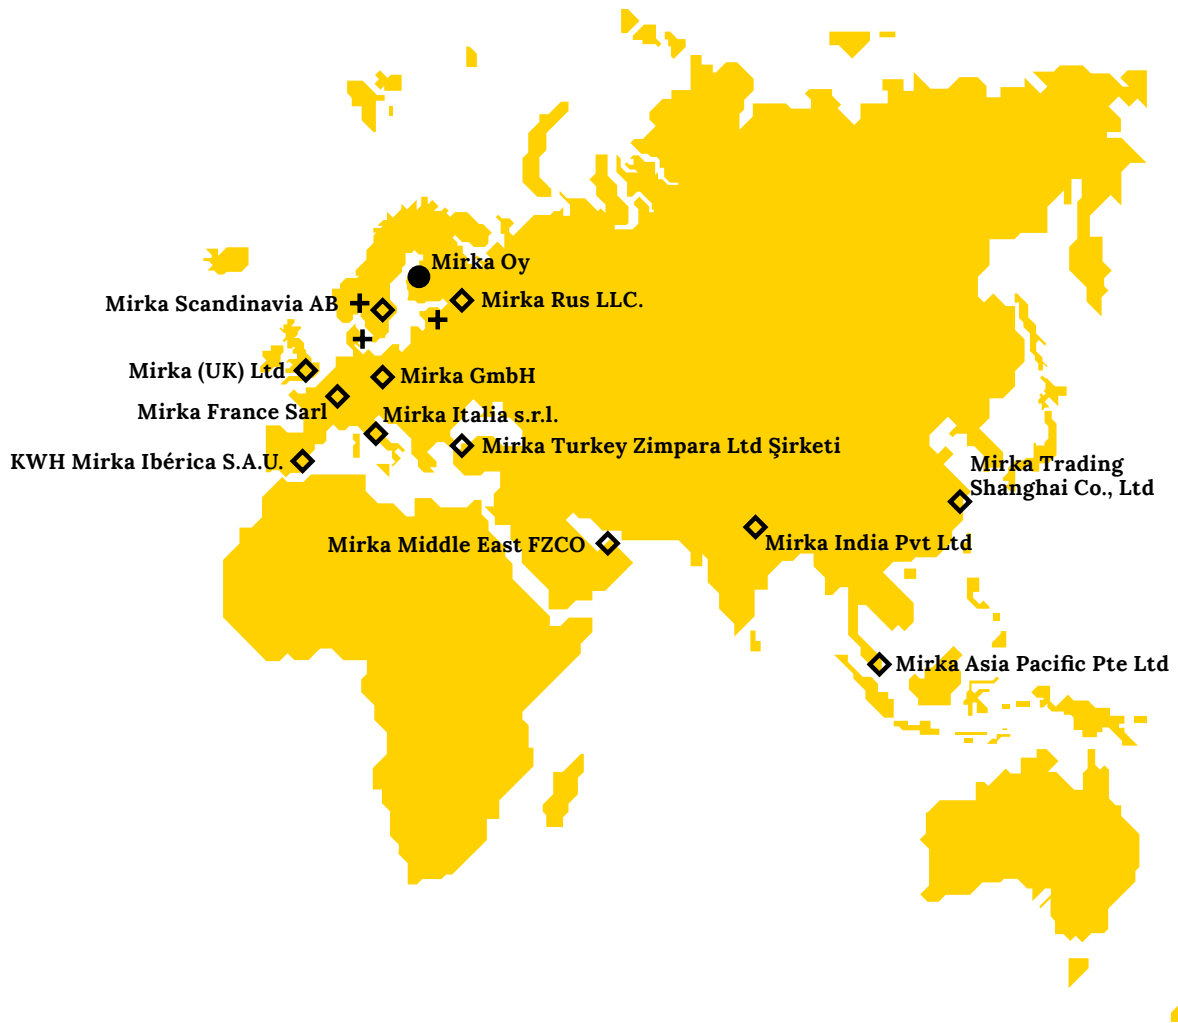 Mirka Oy
Mirka Scandinavia AB
Mirka Rus LLC.
Mirka (UK) Ltd
Mirka GmbH
Mirka France Sarl
Mirka Italia s.r.l.
Mirka Turkey Zimpara Ltd Şirketi
KWH Mirka Ibérica S.A.U.
Mirka Trading
Shanghai Co., Ltd
Mirka Middle East FZCO
Mirka India Pvt Ltd
Mirka Asia Pacific Pte Ltd